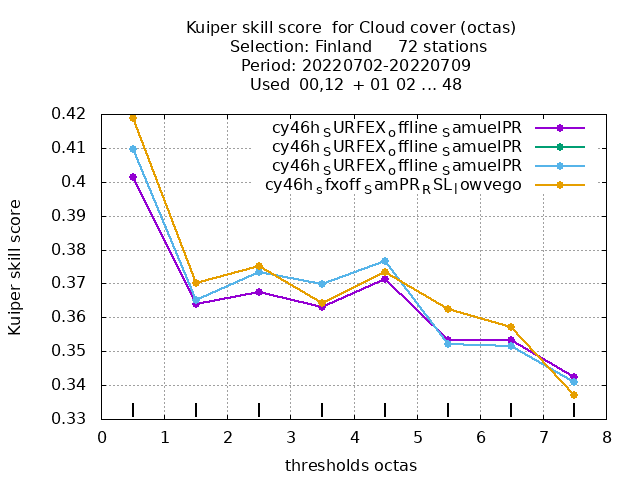 Kuiper skill score  for Cloud cover (octas)
Selection: Finland     72 stations
Period: 20220702-20220709
Used  00,12  + 01 02 ... 48
cy46h_SURFEX_offline_SamuelPR
cy46h_SURFEX_offline_SamuelPR
cy46h_SURFEX_offline_SamuelPR
cy46h_sfxoff_SamPR_RSL_lowvego
Kuiper skill score
0.42
0.41
0.4
0.39
0.38
0.37
0.36
0.35
0.34
0.33
0 1 2 3 4 5 6 7 8
thresholds octas